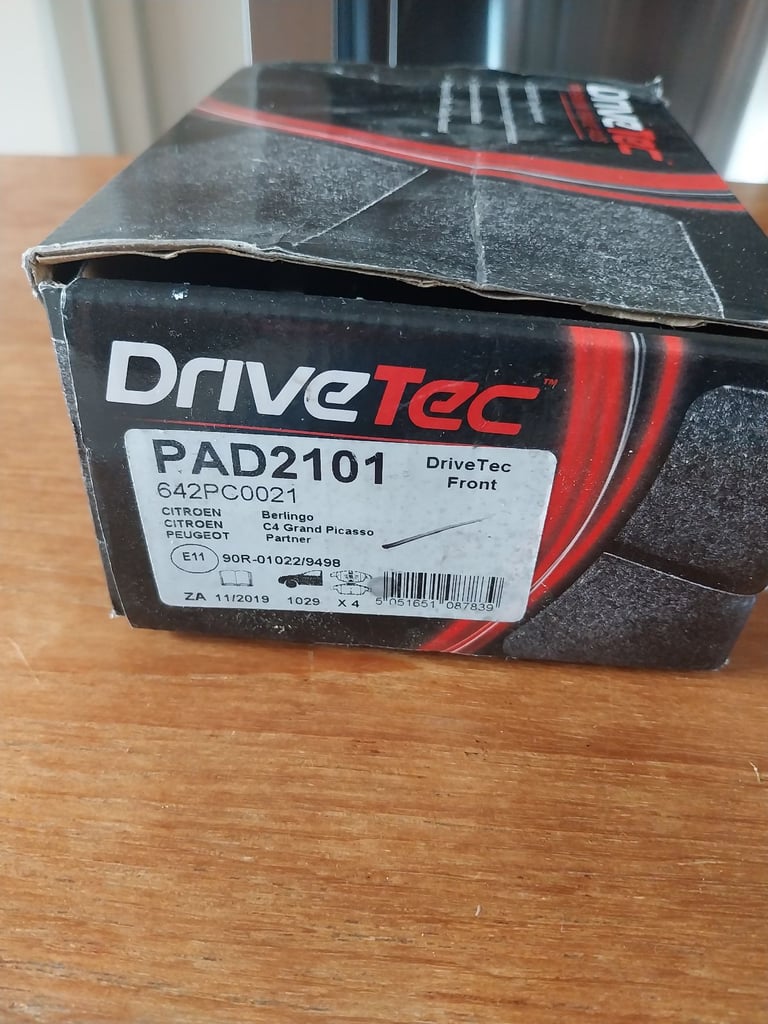 DriveTec
DriveTec™
PAD2101
DriveTec
Front
642PC0021
CITROEN Berlingo
CITROEN C4 Grand Picasso
PEUGEOT Partner
E11 90R-01022/9498
ZA 11/2019 1029 X 4 5 051651 087839